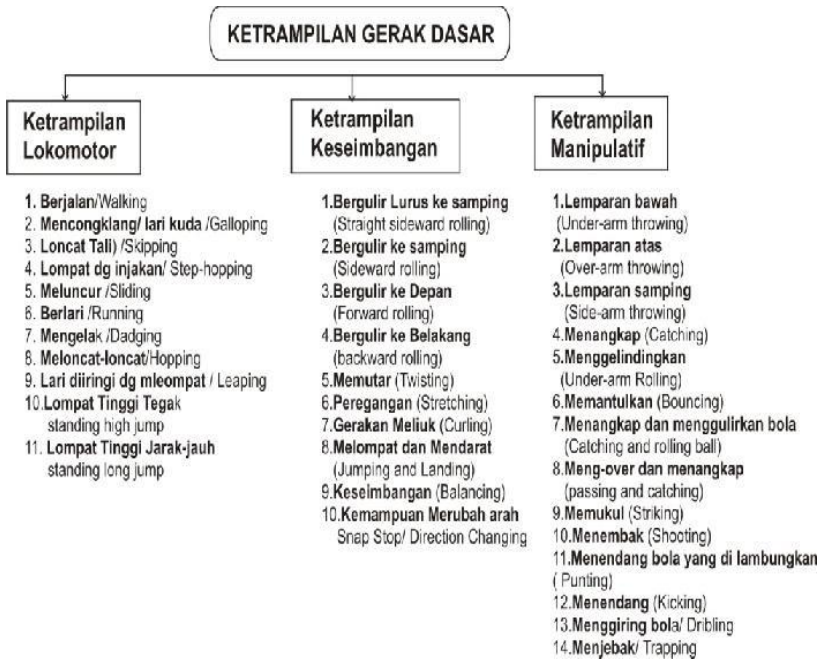 KETRAMPILAN GERAK DASAR
Ketrampilan
Lokomotor
1. Berjalan/Walking
2. Mencongklang/ lari kuda /Galloping
3. Loncat Tali) /Skipping
4. Lompat dg injakan/ Step-hopping
5. Meluncur /Sliding
6. Berlari /Running
7. Mengelak /Dadging
8. Meloncat-loncat/Hopping
9. Lari diiringi dg mleompat / Leaping
10.Lompat Tinggi Tegak
standing high jump
11. Lompat Tinggi Jarak-jauh
standing long jump
Ketrampilan
Keseimbangan
1.Bergulir Lurus ke samping
(Straight sideward rolling)
2.Bergulir ke samping
(Sideward rolling)
3.Bergulir ke Depan
(Forward rolling)
4.Bergulir ke Belakang
(backward rolling)
5.Memutar (Twisting)
6.Peregangan (Stretching)
7.Gerakan Meliuk (Curling)
8.Melompat dan Mendarat
(Jumping and Landing)
9.Keseimbangan (Balancing)
10.Kemampuan Merubah arah
Snap Stop/ Direction Changing
Ketrampilan
Manipulatif
1.Lemparan bawah
(Under-arm throwing)
2.Lemparan atas
(Over-arm throwing)
3.Lemparan samping
(Side-arm throwing)
4.Menangkap (Catching)
5.Menggelindingkan
(Under-arm Rolling)
6.Memantulkan (Bouncing)
7.Menangkap dan menggulirkan bola
(Catching and rolling ball)
8.Meng-over dan menangkap
(passing and catching)
9.Memukul (Striking)
10.Menembak (Shooting)
11.Menendang bola yang di lambungkan
( Punting)
12.Menendang (Kicking)
13.Menggiring bola/ Dribling
14.Menjebak/ Trapping